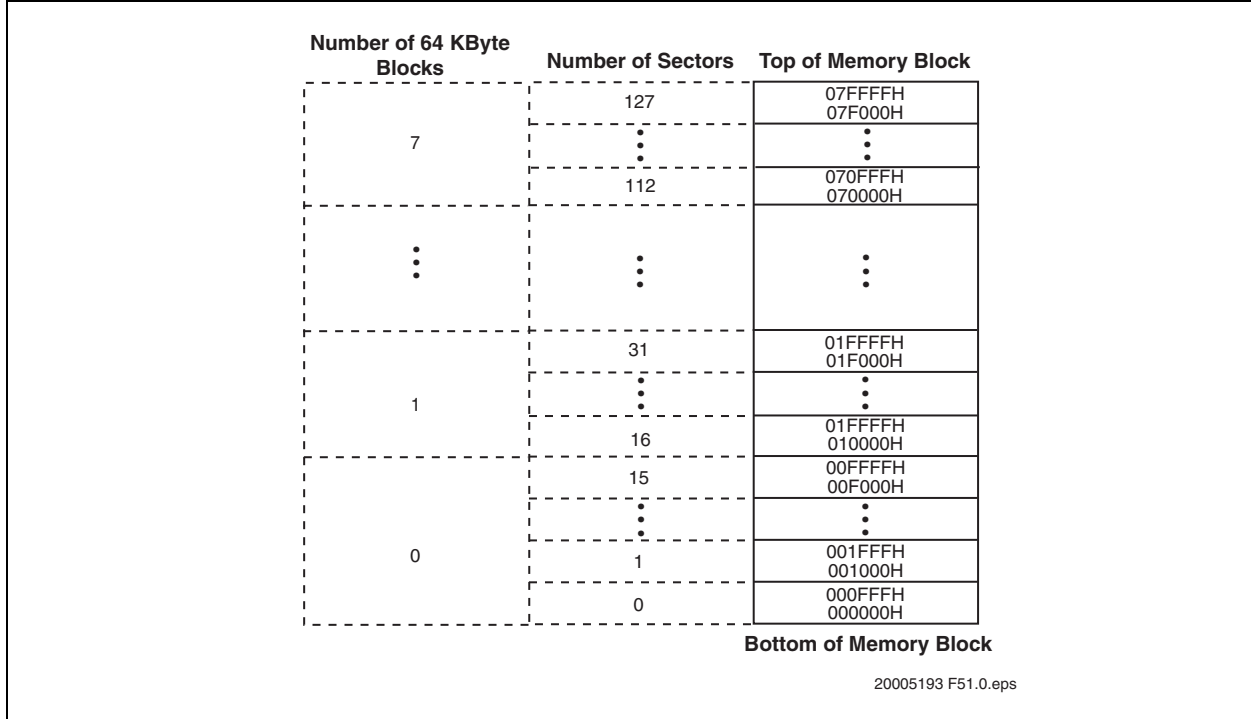 Number of 64 KByte
Blocks
Number of Sectors
Top of Memory Block
7
127
07FFFFH
07F000H
112
070FFFH
070000H
1
31
01FFFFH
01F000H
16
01FFFFH
010000H
0
15
00FFFFH
00F000H
1
001FFFH
001000H
0
000FFFH
000000H
Bottom of Memory Block
20005193 F51.0.eps